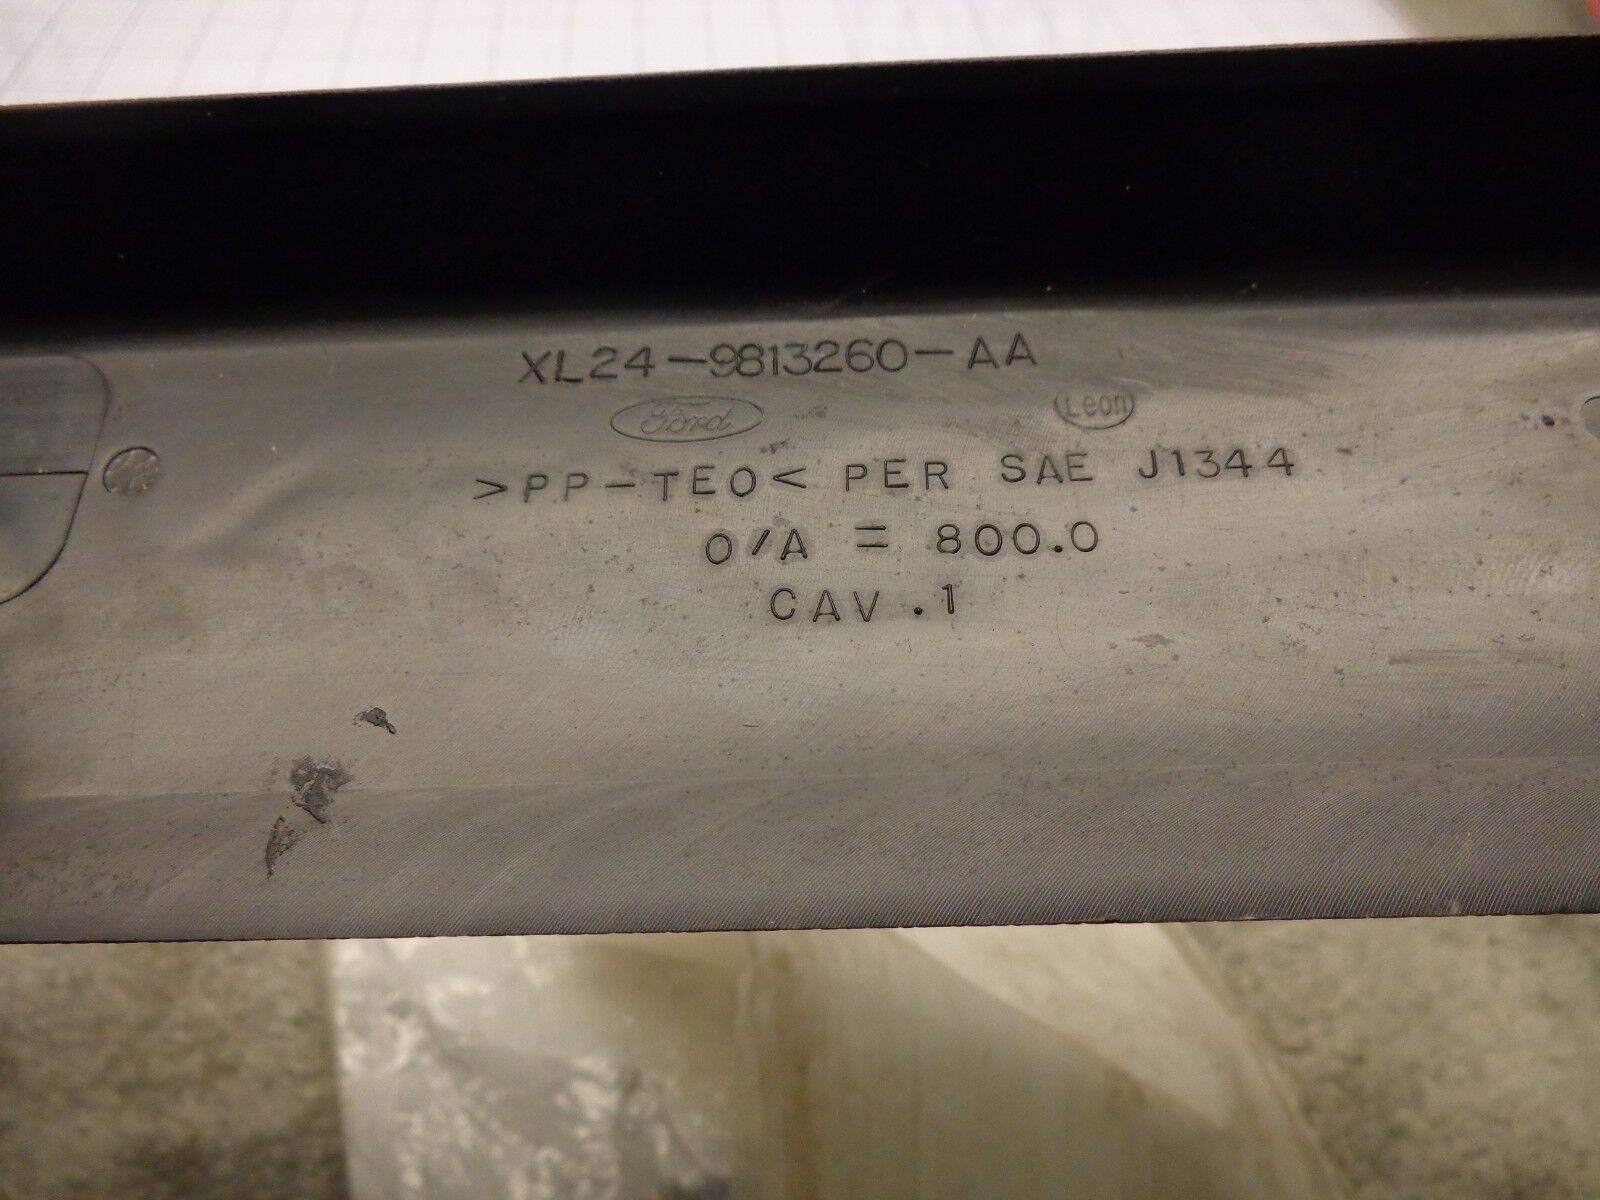 XL24-9813260-AA
Ford Leon
>PP-TEO< PER SAE J1344
O/A = 800.0
CAV.1